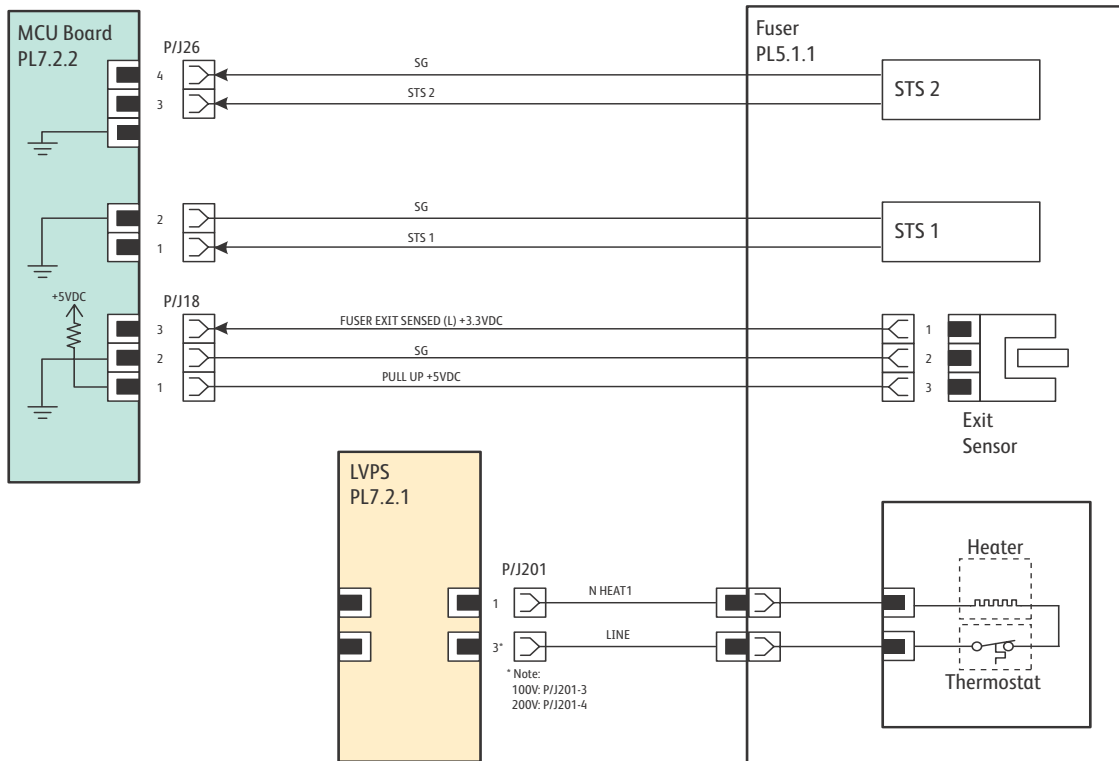 MCU Board
PL7.2.2
P/J26
4
3
SG
STS 2
Fuser
PL5.1.1
STS 2
2
1
SG
STS 1
STS 1
+5VDC
P/J18
3
2
1
FUSER EXIT SENSED (L) +3.3VDC
SG
PULL UP +5VDC
1
2
3
Exit
Sensor
LVPS
PL7.2.1
P/J201
1
3*
N HEAT1
LINE
* Note:
100V: P/J201-3
200V: P/J201-4
Heater
Thermostat